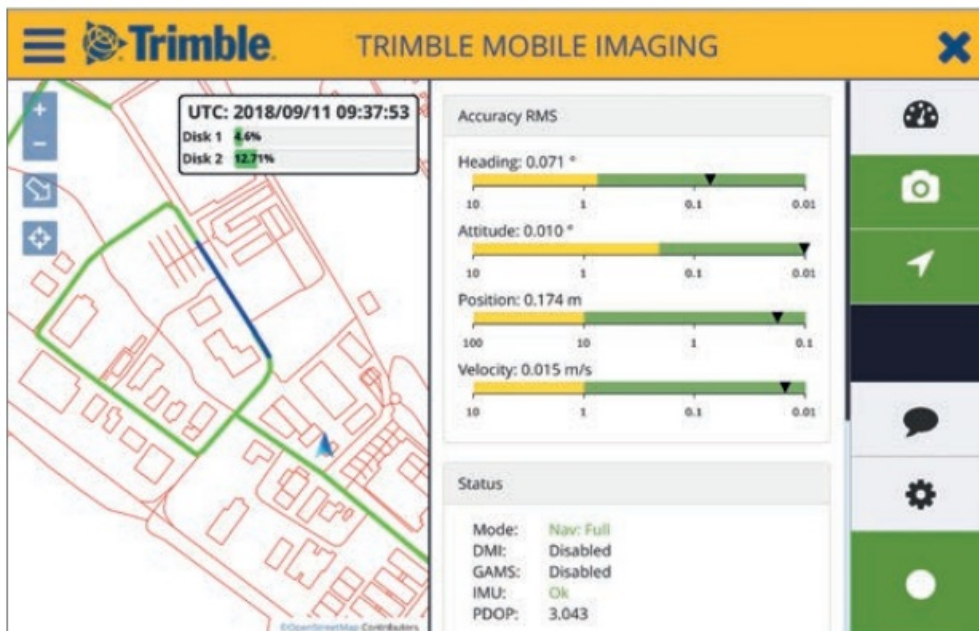 Trimble.
TRIMBLE MOBILE IMAGING
+
−
UTC: 2018/09/11 09:37:53
Disk 1 4.6%
Disk 2 12.71%
©OpenStreetMap Contributors
Accuracy RMS
Heading: 0.071 °
10 1 0.1 0.01
Attitude: 0.010 °
10 1 0.1 0.01
Position: 0.174 m
100 10 1 0.1
Velocity: 0.015 m/s
10 1 0.1 0.01
Status
Mode: Nav: Full
DMI: Disabled
GAMS: Disabled
IMU: Ok
PDOP: 3.043